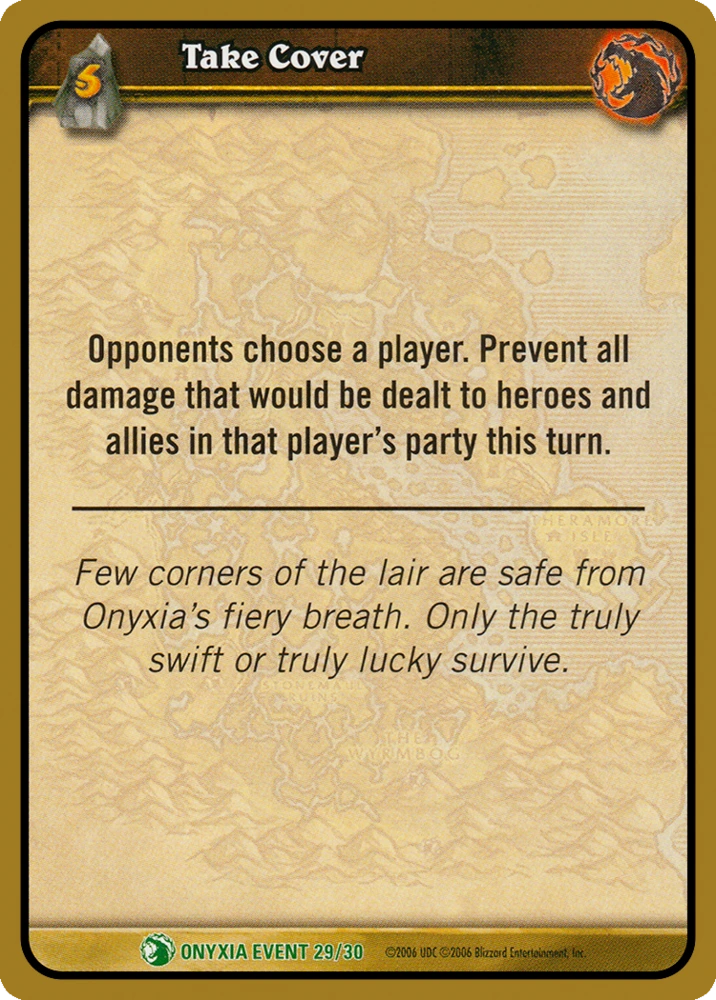 5
Take Cover
Opponents choose a player. Prevent all
damage that would be dealt to heroes and
allies in that player's party this turn.
THERAMORE
ISLE
Few corners of the lair are safe from
Onyxia's fiery breath. Only the truly
swift or truly lucky survive.
STONEMAUL
RUINS
THE
WYRMBOG
ONYXIA EVENT 29/30
©2006 UDC ©2006 Blizzard Entertainment, Inc.